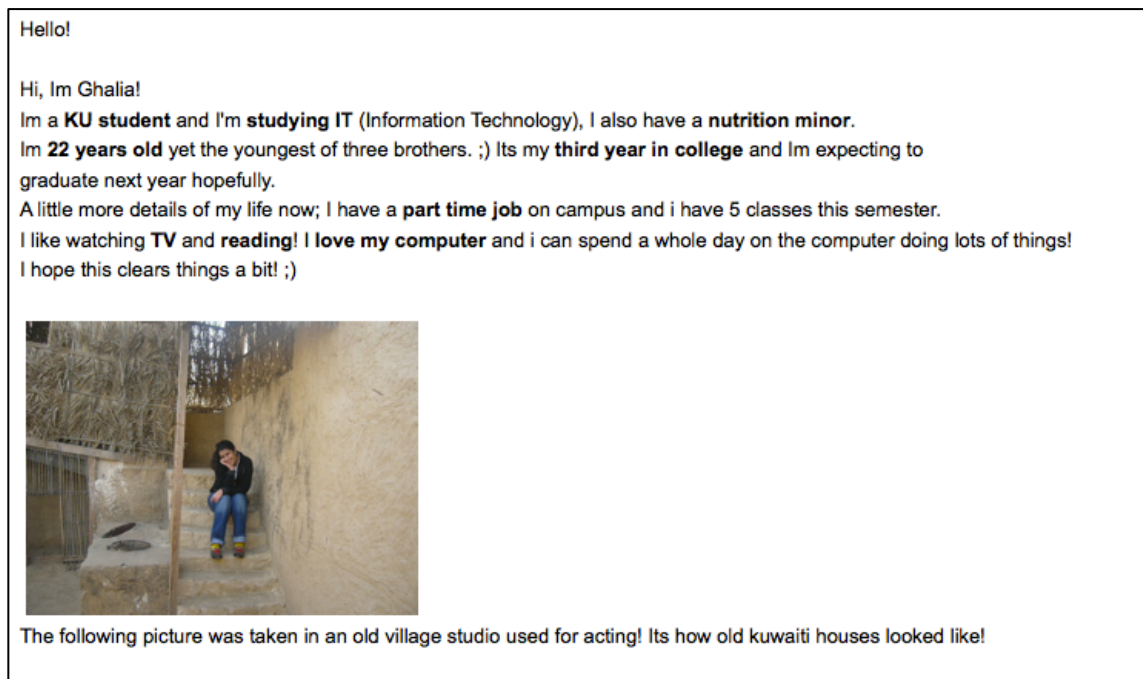 Hello!
Hi, Im Ghalia!
Im a KU student and I'm studying IT (Information Technology), I also have a nutrition minor.
Im 22 years old yet the youngest of three brothers. ;) Its my third year in college and Im expecting to
graduate next year hopefully.
A little more details of my life now; I have a part time job on campus and i have 5 classes this semester.
I like watching TV and reading! I love my computer and i can spend a whole day on the computer doing lots of things!
I hope this clears things a bit! ;)
The following picture was taken in an old village studio used for acting! Its how old kuwaiti houses looked like!